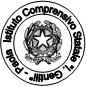 Istituto Comprensivo Statale
"I. Gentili" - Paola